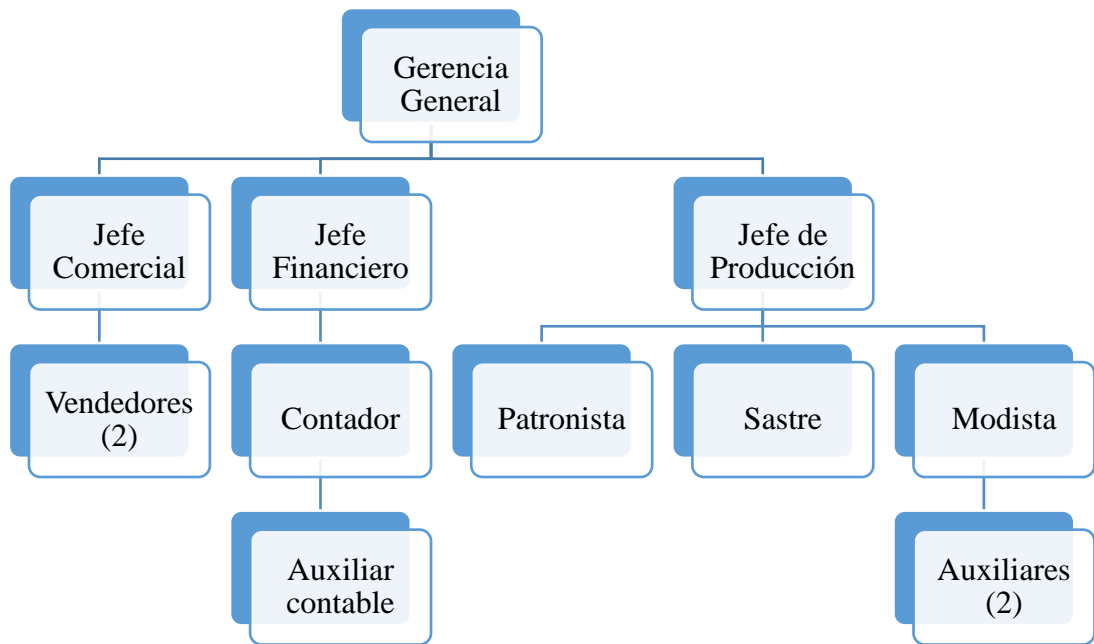 Gerencia
General
Jefe
Comercial
Jefe
Financiero
Jefe de
Producción
Vendedores
(2)
Contador
Patronista
Sastre
Modista
Auxiliar
contable
Auxiliares
(2)